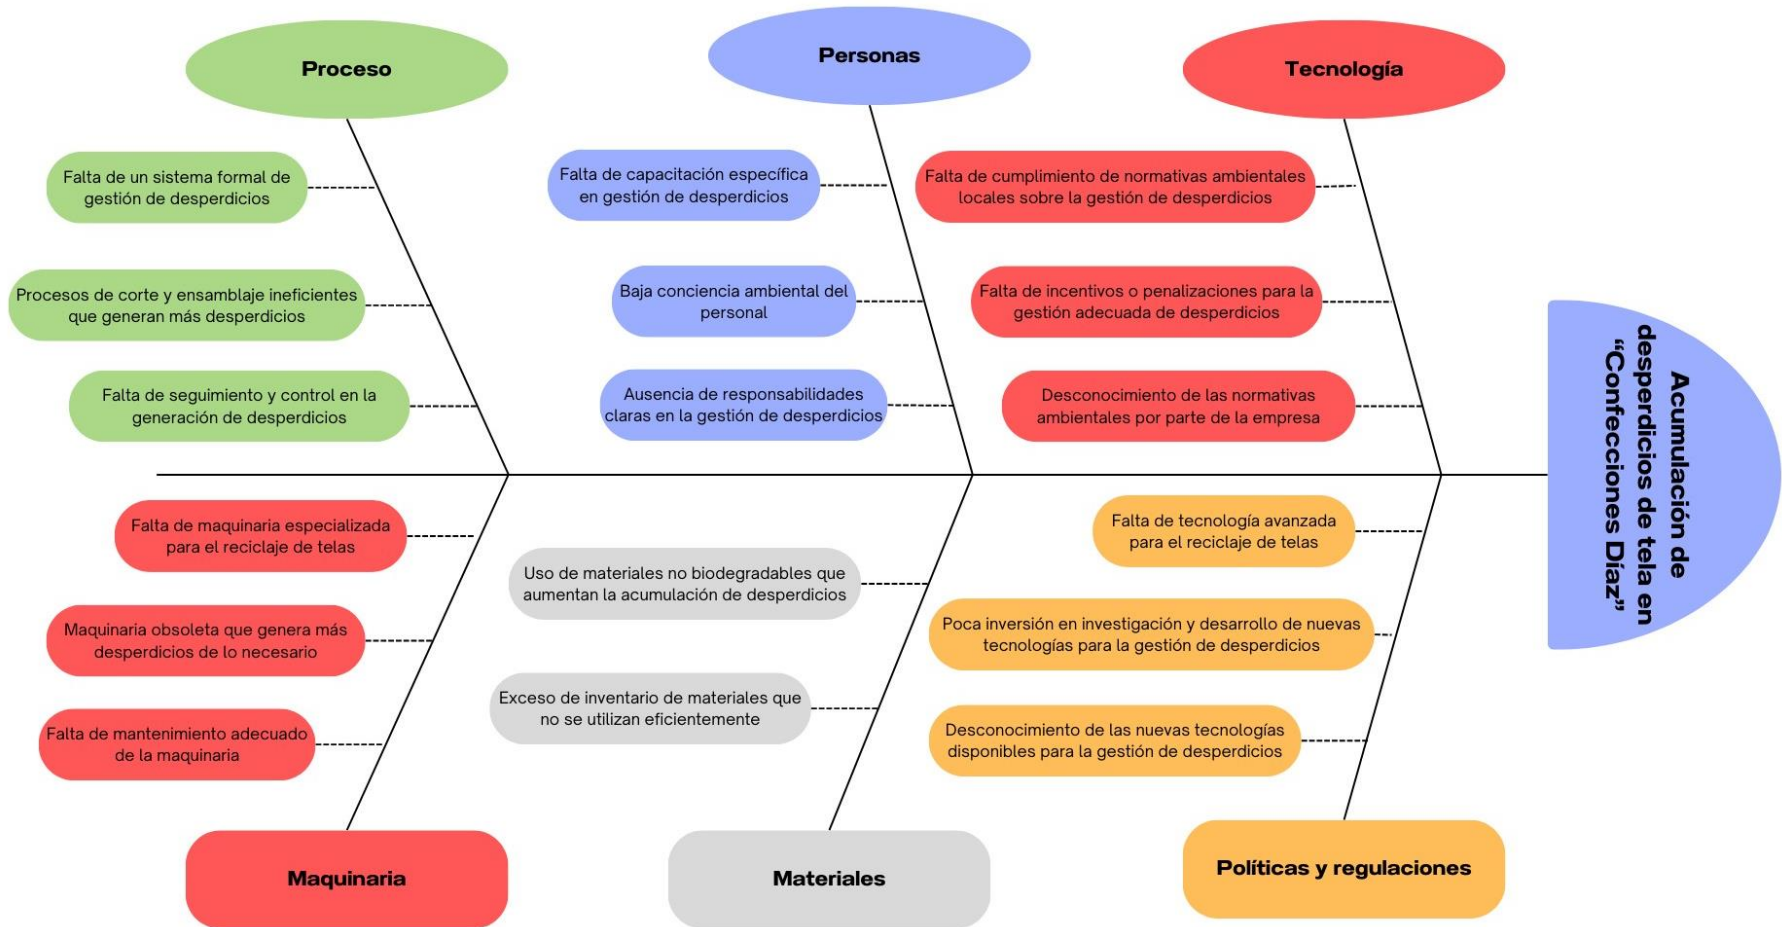 Proceso
Personas
Tecnología
Falta de un sistema formal de
gestión de desperdicios
Procesos de corte y ensamblaje ineficientes
que generan más desperdicios
Falta de seguimiento y control en la
generación de desperdicios
Falta de capacitación específica
en gestión de desperdicios
Baja conciencia ambiental del
personal
Ausencia de responsabilidades
claras en la gestión de desperdicios
Falta de cumplimiento de normativas ambientales
locales sobre la gestión de desperdicios
Falta de incentivos o penalizaciones para la
gestión adecuada de desperdicios
Desconocimiento de las normativas
ambientales por parte de la empresa
Acumulación de
desperdicios de tela en
“Confecciones Díaz”
Falta de maquinaria especializada
para el reciclaje de telas
Maquinaria obsoleta que genera más
desperdicios de lo necesario
Falta de mantenimiento adecuado
de la maquinaria
Uso de materiales no biodegradables que
aumentan la acumulación de desperdicios
Exceso de inventario de materiales que
no se utilizan eficientemente
Falta de tecnología avanzada
para el reciclaje de telas
Poca inversión en investigación y desarrollo de nuevas
tecnologías para la gestión de desperdicios
Desconocimiento de las nuevas tecnologías
disponibles para la gestión de desperdicios
Maquinaria
Materiales
Políticas y regulaciones